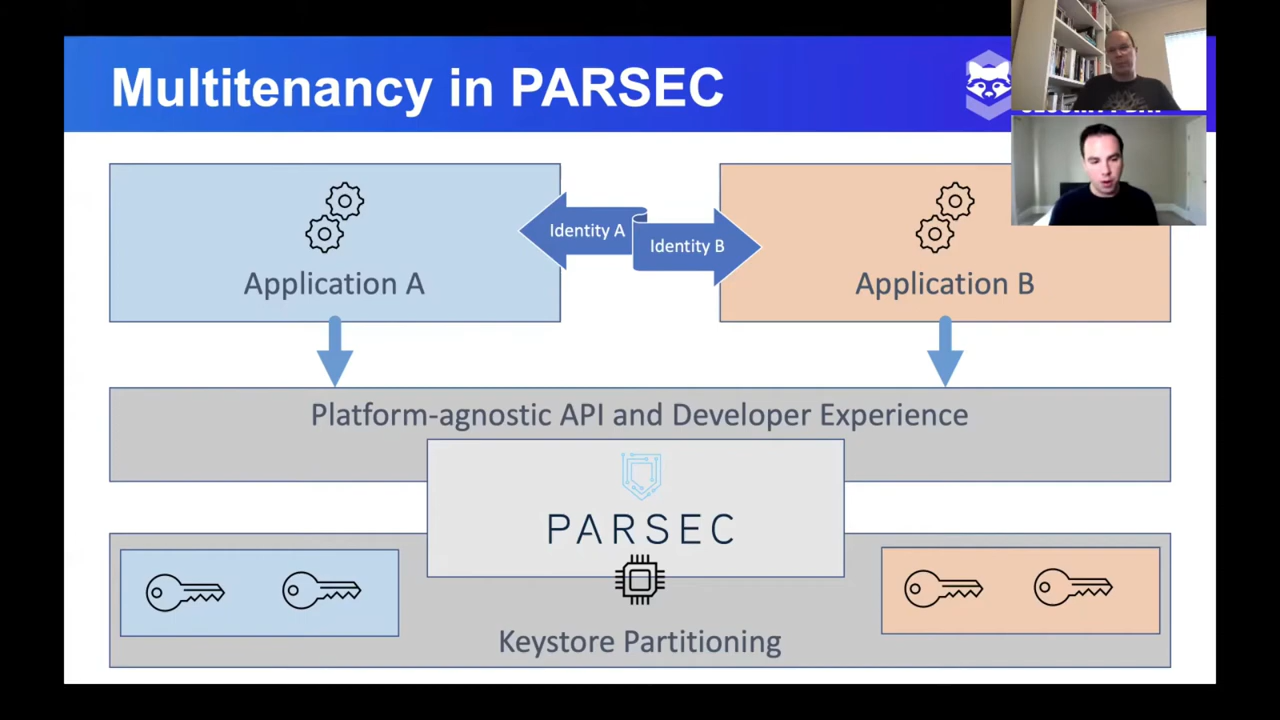 Multitenancy in PARSEC
Identity A
Identity B
Application A
Application B
Platform-agnostic API and Developer Experience
PARSEC
Keystore Partitioning